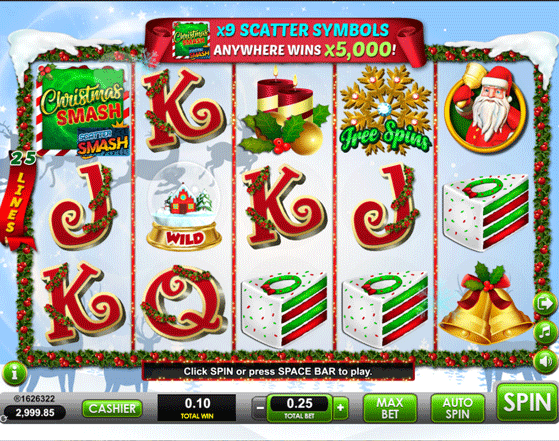 x9 SCATTER SYMBOLS
ANYWHERE WINS x5,000!
Christmas
SMASH
SCATTER
SMASH
Christmas
SMASH
SCATTER
SMASH
K
Free Spins
25
LINES
J
WILD
K
J
K
Q
Click SPIN or press SPACE BAR to play.
®1626322
2,999.85
CASHIER
0.10
TOTAL WIN
-
0.25
TOTAL BET
+
MAX
BET
AUTO
SPIN
SPIN
i